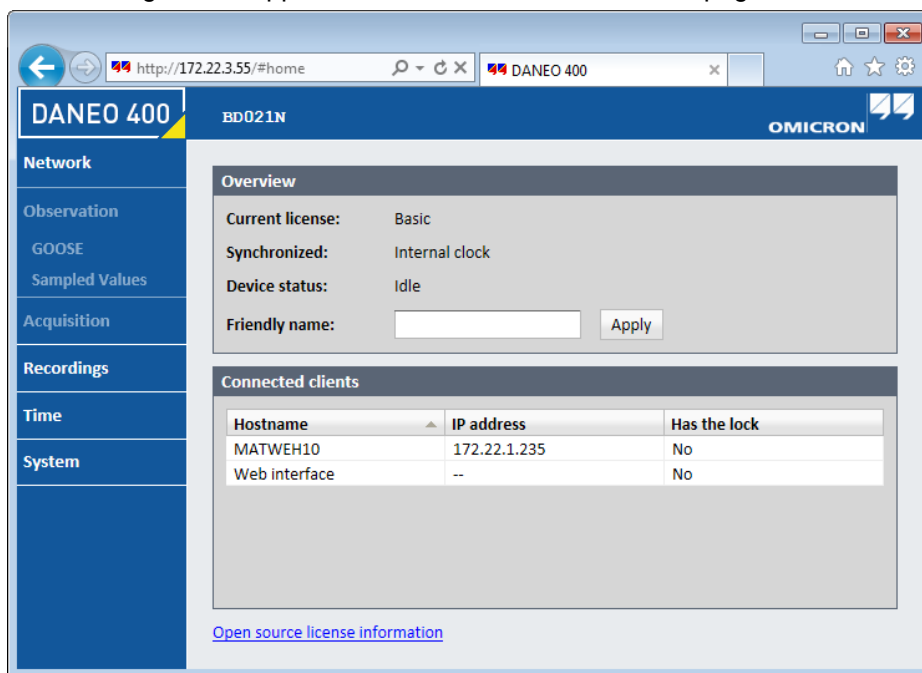 http://172.22.3.55/#home
DANEO 400
DANEO 400
BD021N
OMICRON
Network
Observation
GOOSE
Sampled Values
Acquisition
Recordings
Time
System
Overview
Current license: Basic
Synchronized: Internal clock
Device status: Idle
Friendly name: Apply
Connected clients
Hostname IP address Has the lock
MATWEH10 172.22.1.235 No
Web interface -- No
Open source license information